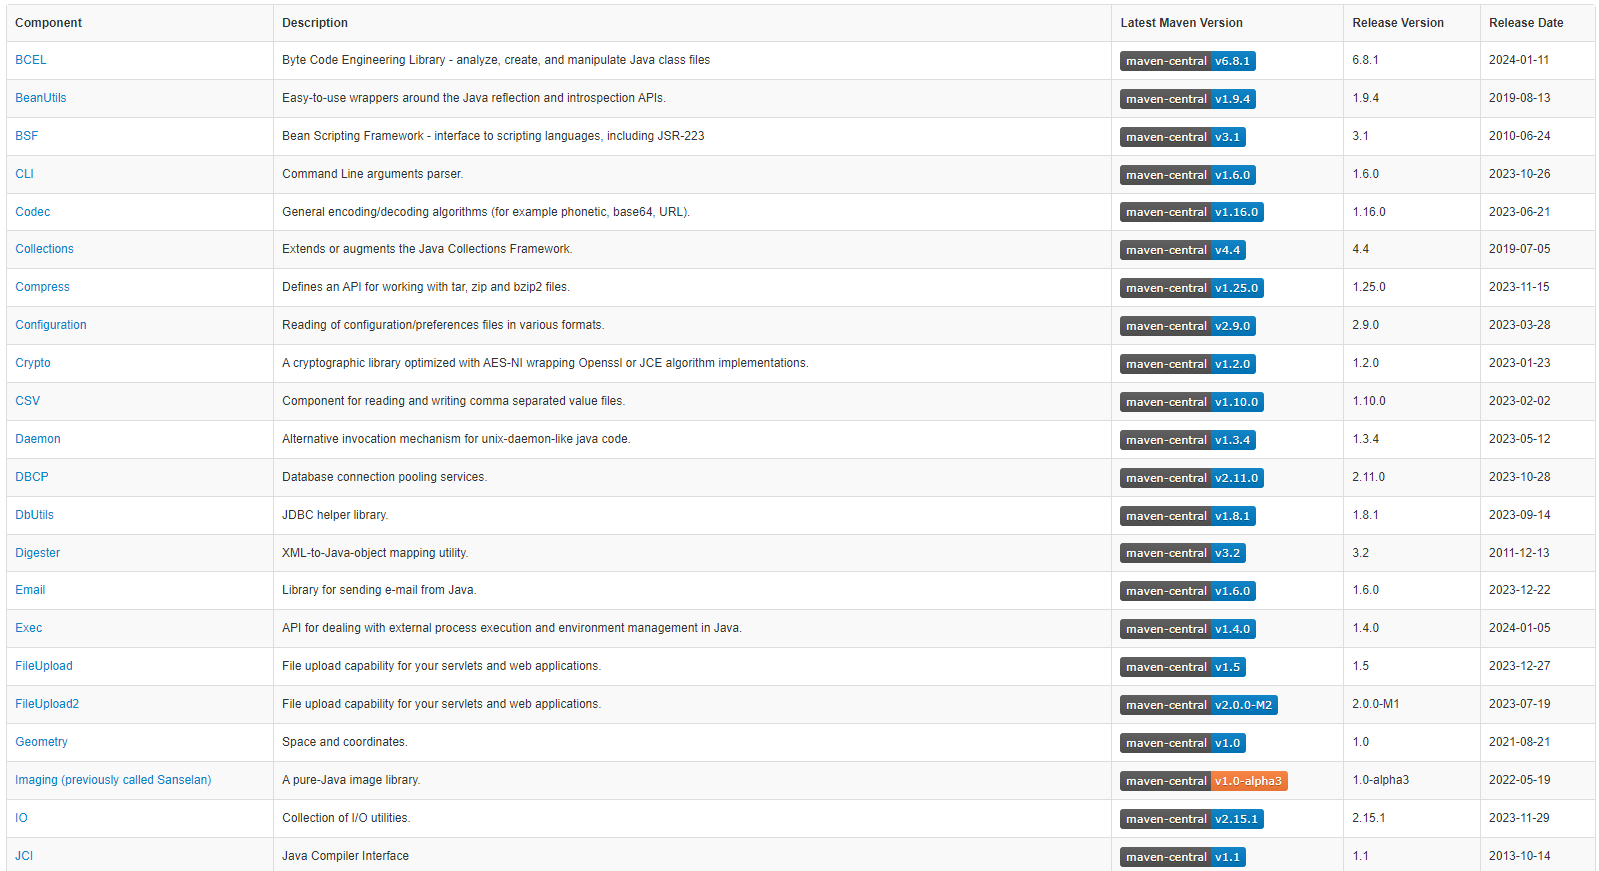 Component Description Latest Maven Version Release Version Release Date
BCEL Byte Code Engineering Library - analyze, create, and manipulate Java class files maven-central v6.8.1 6.8.1 2024-01-11
BeanUtils Easy-to-use wrappers around the Java reflection and introspection APIs. maven-central v1.9.4 1.9.4 2019-08-13
BSF Bean Scripting Framework - interface to scripting languages, including JSR-223 maven-central v3.1 3.1 2010-06-24
CLI Command Line arguments parser. maven-central v1.6.0 1.6.0 2023-10-26
Codec General encoding/decoding algorithms (for example phonetic, base64, URL). maven-central v1.16.0 1.16.0 2023-06-21
Collections Extends or augments the Java Collections Framework. maven-central v4.4 4.4 2019-07-05
Compress Defines an API for working with tar, zip and bzip2 files. maven-central v1.25.0 1.25.0 2023-11-15
Configuration Reading of configuration/preferences files in various formats. maven-central v2.9.0 2.9.0 2023-03-28
Crypto A cryptographic library optimized with AES-NI wrapping Openssl or JCE algorithm implementations. maven-central v1.2.0 1.2.0 2023-01-23
CSV Component for reading and writing comma separated value files. maven-central v1.10.0 1.10.0 2023-02-02
Daemon Alternative invocation mechanism for unix-daemon-like java code. maven-central v1.3.4 1.3.4 2023-05-12
DBCP Database connection pooling services. maven-central v2.11.0 2.11.0 2023-10-28
DbUtils JDBC helper library. maven-central v1.8.1 1.8.1 2023-09-14
Digester XML-to-Java-object mapping utility. maven-central v3.2 3.2 2011-12-13
Email Library for sending e-mail from Java. maven-central v1.6.0 1.6.0 2023-12-22
Exec API for dealing with external process execution and environment management in Java. maven-central v1.4.0 1.4.0 2024-01-05
FileUpload File upload capability for your servlets and web applications. maven-central v1.5 1.5 2023-12-27
FileUpload2 File upload capability for your servlets and web applications. maven-central v2.0.0-M2 2.0.0-M1 2023-07-19
Geometry Space and coordinates. maven-central v1.0 1.0 2021-08-21
Imaging (previously called Sanselan) A pure-Java image library. maven-central v1.0-alpha3 1.0-alpha3 2022-05-19
IO Collection of I/O utilities. maven-central v2.15.1 2.15.1 2023-11-29
JCI Java Compiler Interface maven-central v1.1 1.1 2013-10-14